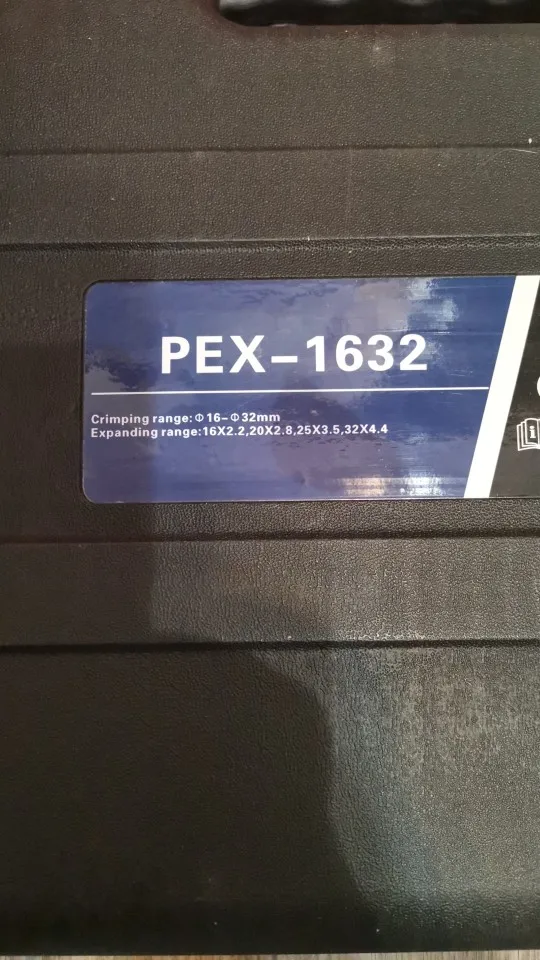 PEX-1632
Crimping range: Φ16-Φ32mm
Expanding range:16X2.2,20X2.8,25X3.5,32X4.4